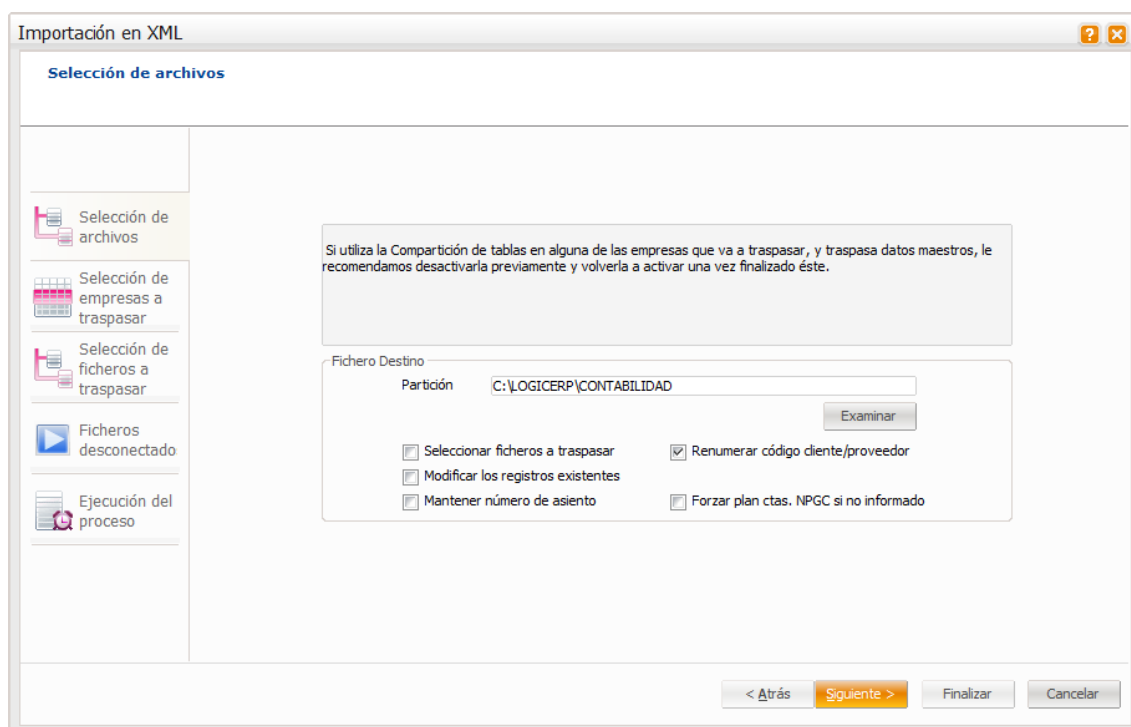 Importación en XML
Selección de archivos
Selección de
archivos
Selección de
empresas a
traspasar
Selección de
ficheros a
traspasar
Ficheros
desconectado
Ejecución del
proceso
Si utiliza la Compartición de tablas en alguna de las empresas que va a traspasar, y traspasa datos maestros, le
recomendamos desactivarla previamente y volverla a activar una vez finalizado éste.
Fichero Destino
Partición C:\LOGICERP\CONTABILIDAD
Examinar
Seleccionar ficheros a traspasar Renumerar código cliente/proveedor
Modificar los registros existentes
Mantener número de asiento Forzar plan ctas. NPGC si no informado
< Atrás Siguiente > Finalizar Cancelar